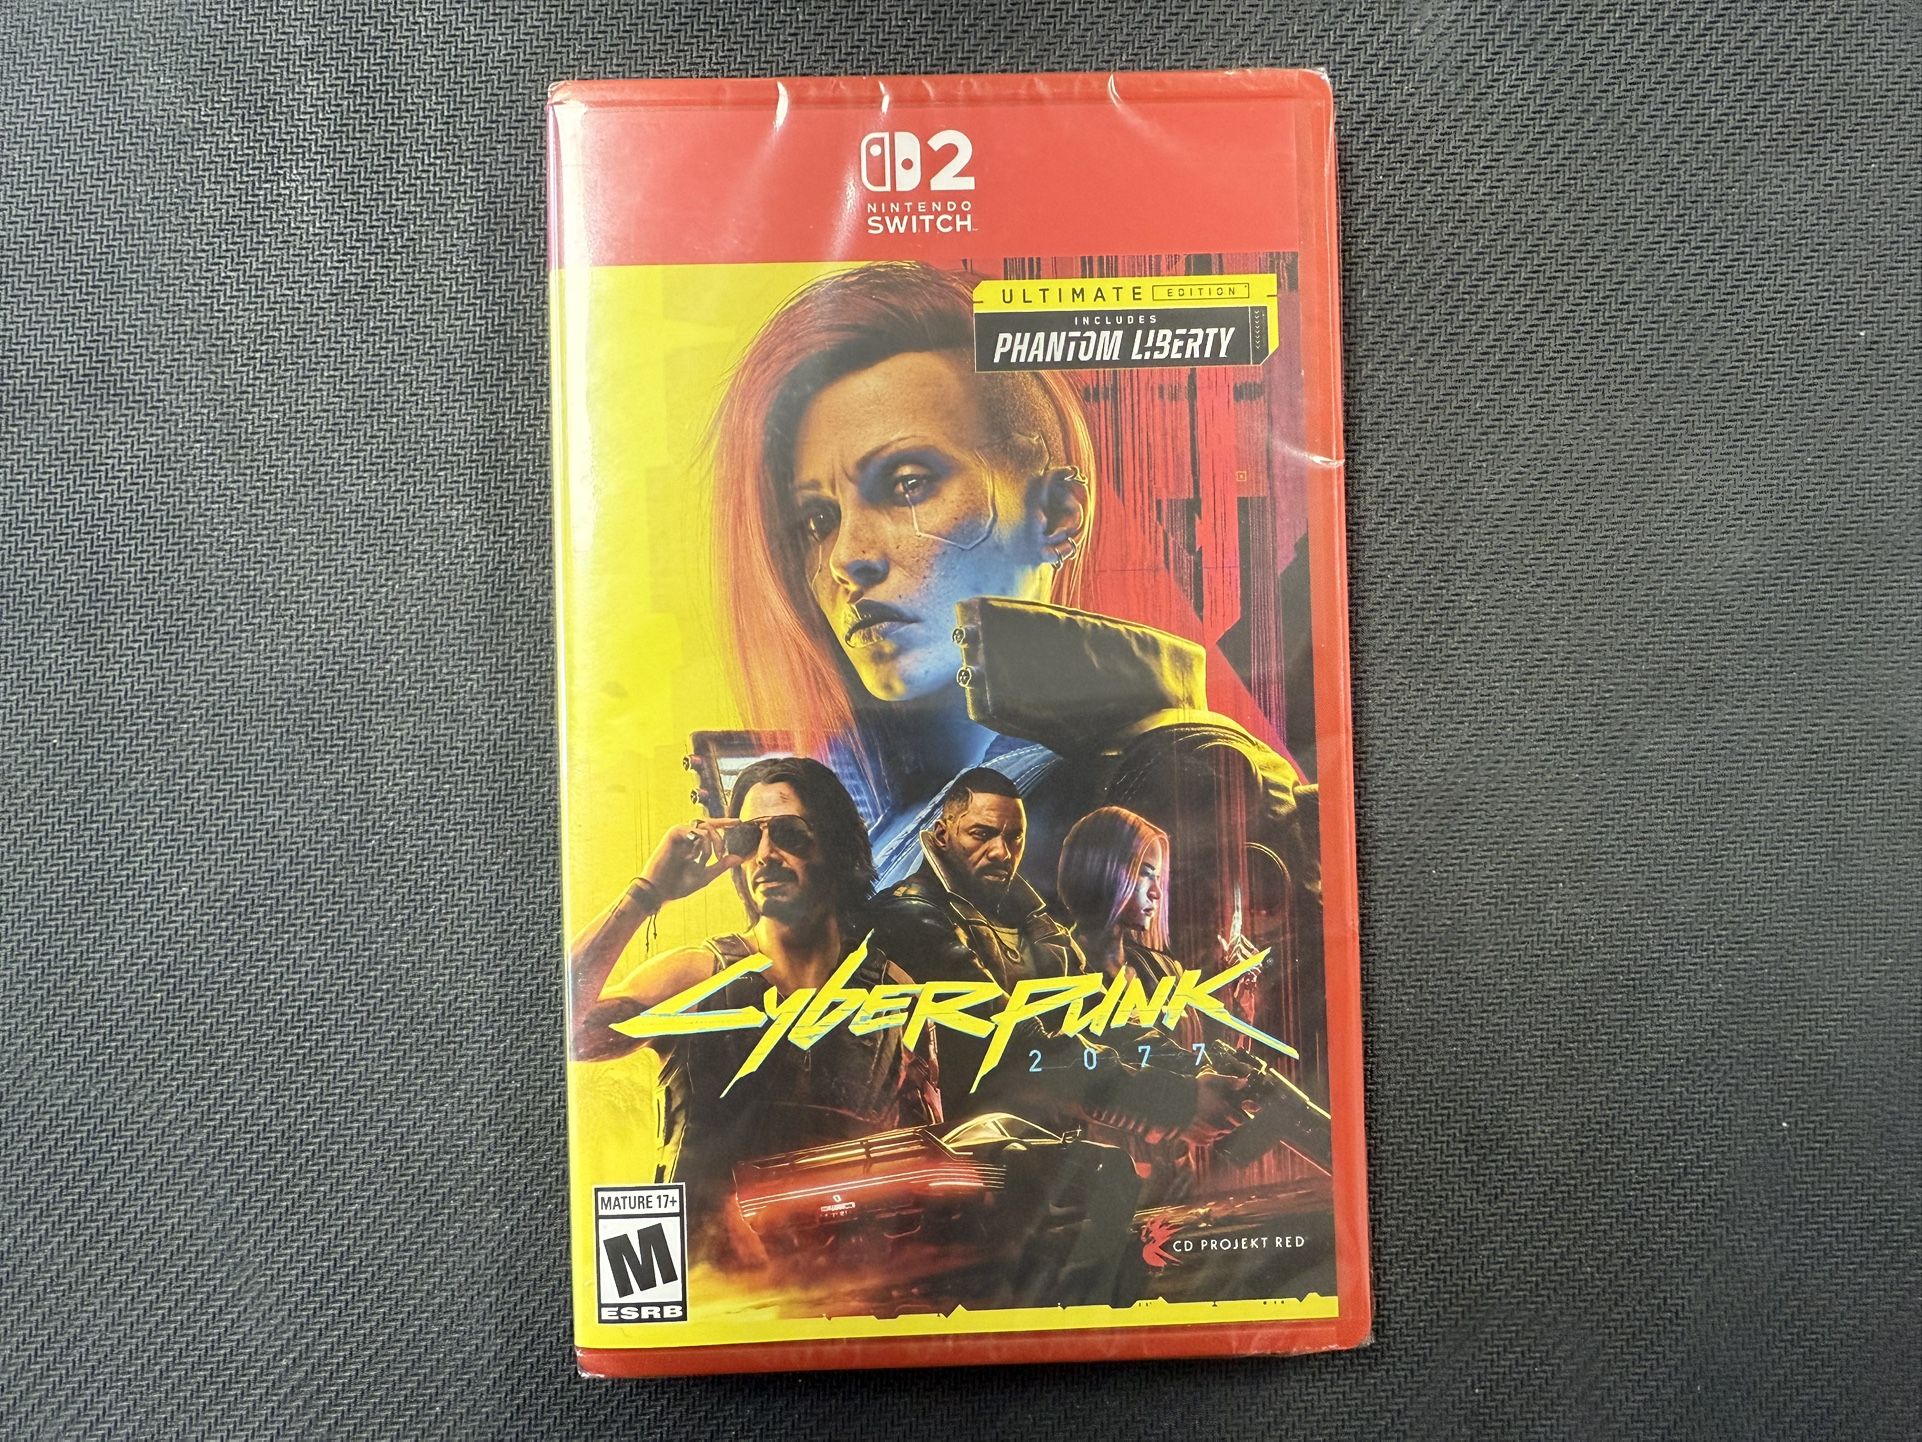 2
NINTENDO
SWITCH
ULTIMATE EDITION
INCLUDES
PHANTOM LIBERTY
CYBERPUNK
2077
MATURE 17+
M
ESRB
CD PROJEKT RED